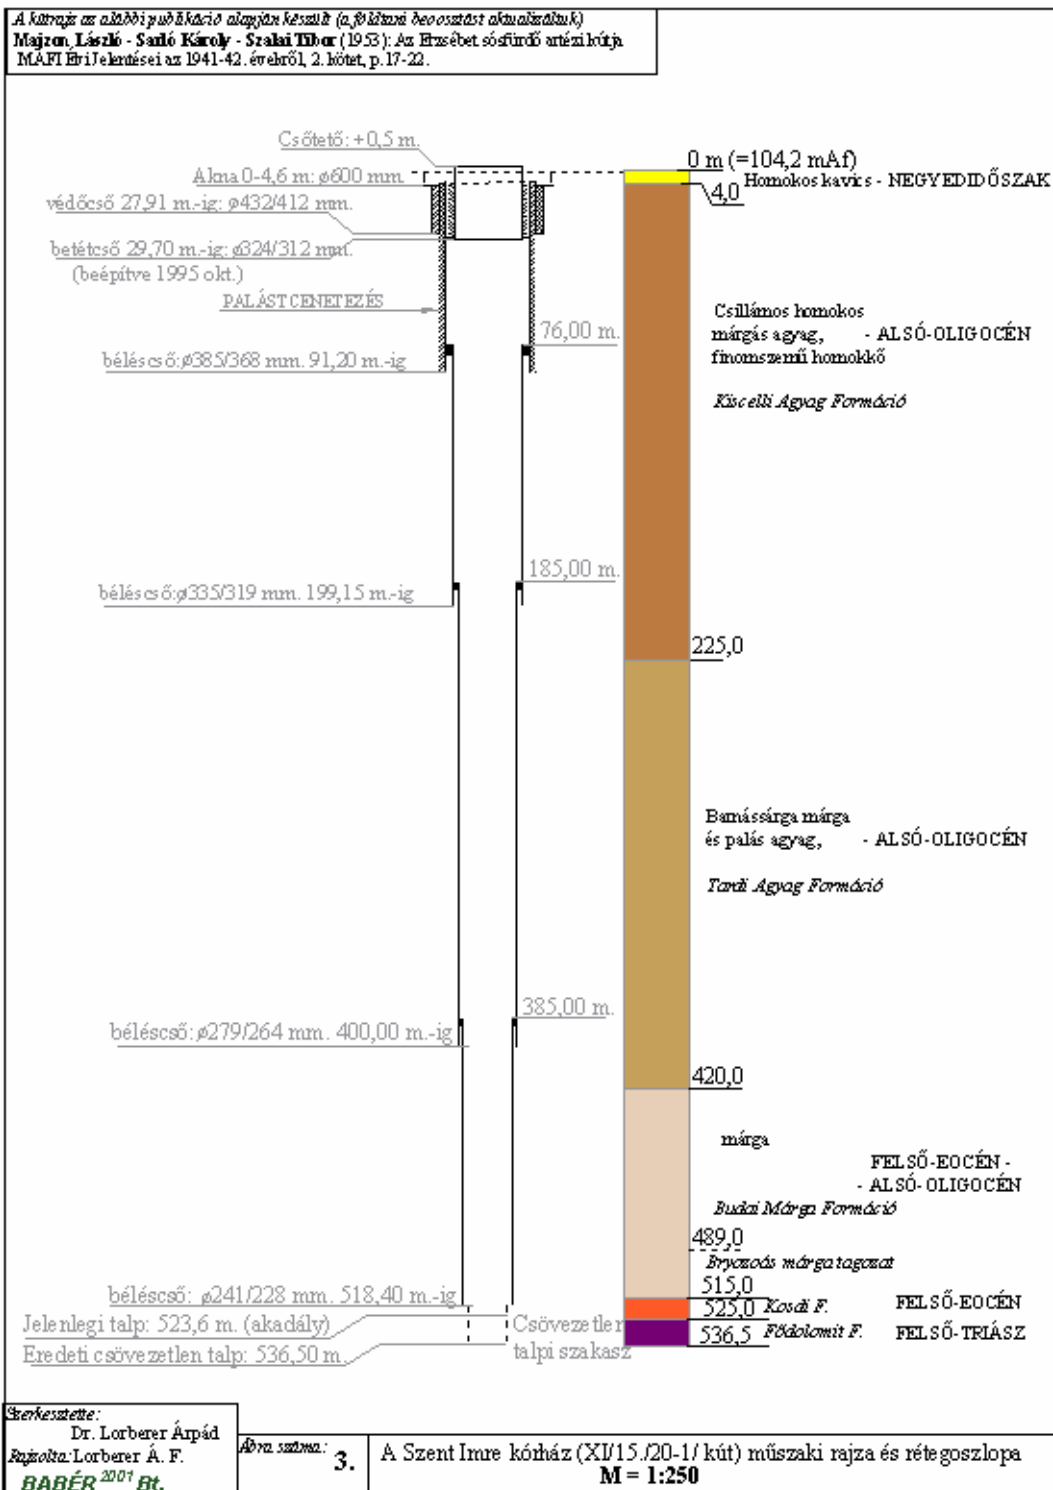 A kútrajz az alábbi publikáció alapján készült (a földtani beosztást aktualizáltuk)
Majzon László - Sarló Károly - Szalai Tibor (1953): Az Erzsébet sósfürdő artézi kútja
MÁFI Évi Jelentései az 1941-42. évekről, 2. kötet, p.17-22.
Csőtető: +0,5 m.
0 m (=104,2 mAf)
Akna 0-4,6 m: ø600 mm.
Homokos kavics - NEGYEDIDŐSZAK
4,0
védőcső 27,91 m.-ig: ø432/412 mm.
betétcső 29,70 m.-ig: ø324/312 mm.
(beépítve 1995 okt.)
PALÁSTCENETEZÉS
76,00 m.
béléscső:ø385/368 mm. 91,20 m.-ig
Csillámos homokos
márgás agyag, - ALSÓ-OLIGOCÉN
finomszemű homokkő
Kiscelli Agyag Formáció
185,00 m.
béléscső:ø335/319 mm. 199,15 m.-ig
225,0
Barnássárga márga
és palás agyag, - ALSÓ-OLIGOCÉN
Tardi Agyag Formáció
385,00 m.
béléscső: ø279/264 mm. 400,00 m.-ig
420,0
márga
FELSŐ-EOCÉN -
- ALSÓ-OLIGOCÉN
Budai Márga Formáció
489,0
Bryozoás márga tagozat
515,0
béléscső: ø241/228 mm. 518,40 m.-ig
525,0 Kosdi F. FELSŐ-EOCÉN
Jelenlegi talp: 523,6 m. (akadály)
Csövezetlen
talpi szakasz
536,5 Fődolomit F. FELSŐ-TRIÁSZ
Eredeti csövezetlen talp: 536,50 m.
Szerkesztette:
Dr. Lorberer Árpád
Rajzolta: Lorberer Á. F.
BABÉR 2001 Bt.
Ábra száma: 3.
A Szent Imre kórház (XI/15./20-1/ kút) műszaki rajza és rétegoszlopa
M = 1:250